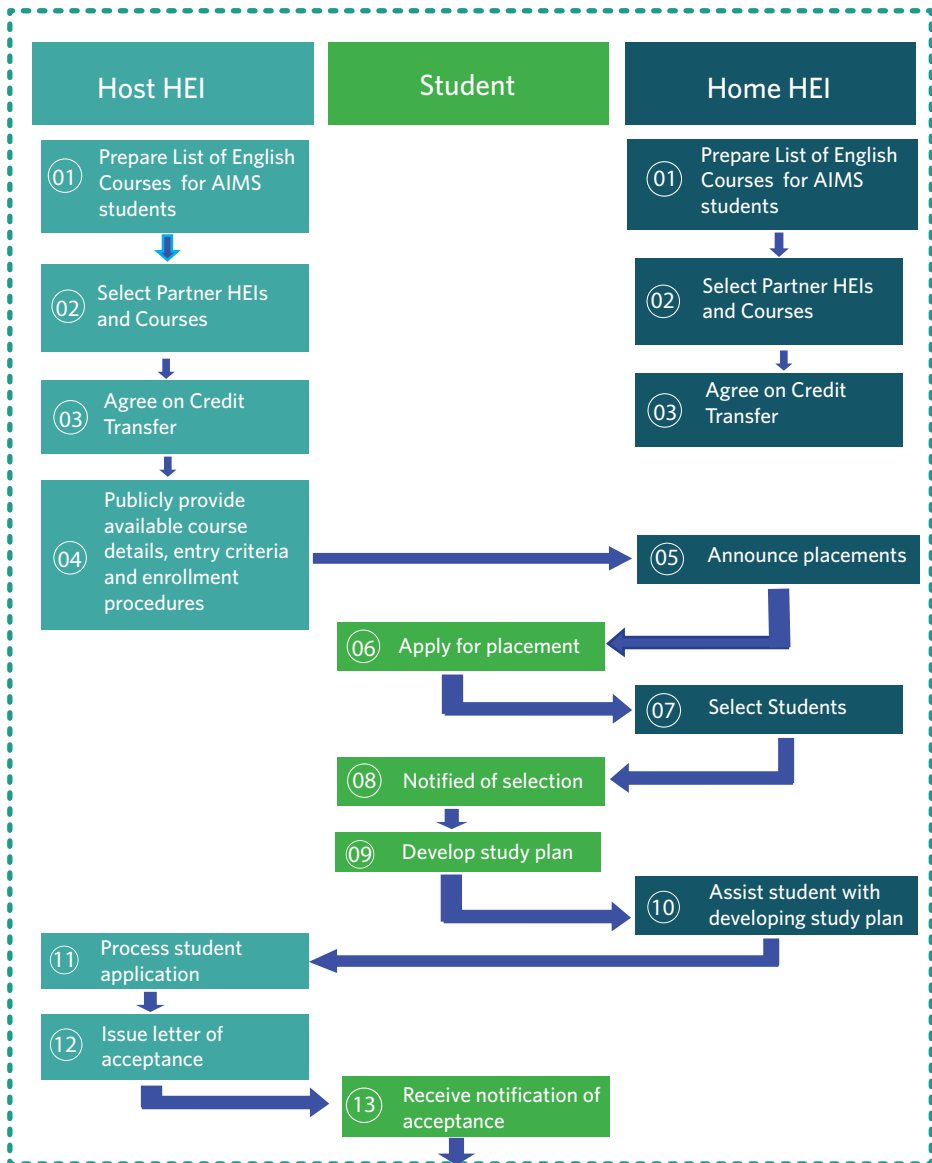 Host HEI
Student
Home HEI
01
Prepare List of English
Courses for AIMS
students
01
Prepare List of English
Courses for AIMS
students
02
Select Partner HEIs
and Courses
02
Select Partner HEIs
and Courses
03
Agree on Credit
Transfer
03
Agree on Credit
Transfer
04
Publicly provide
available course
details, entry criteria
and enrollment
procedures
05
Announce placements
06
Apply for placement
07
Select Students
08
Notified of selection
09
Develop study plan
10
Assist student with
developing study plan
11
Process student
application
12
Issue letter of
acceptance
13
Receive notification of
acceptance